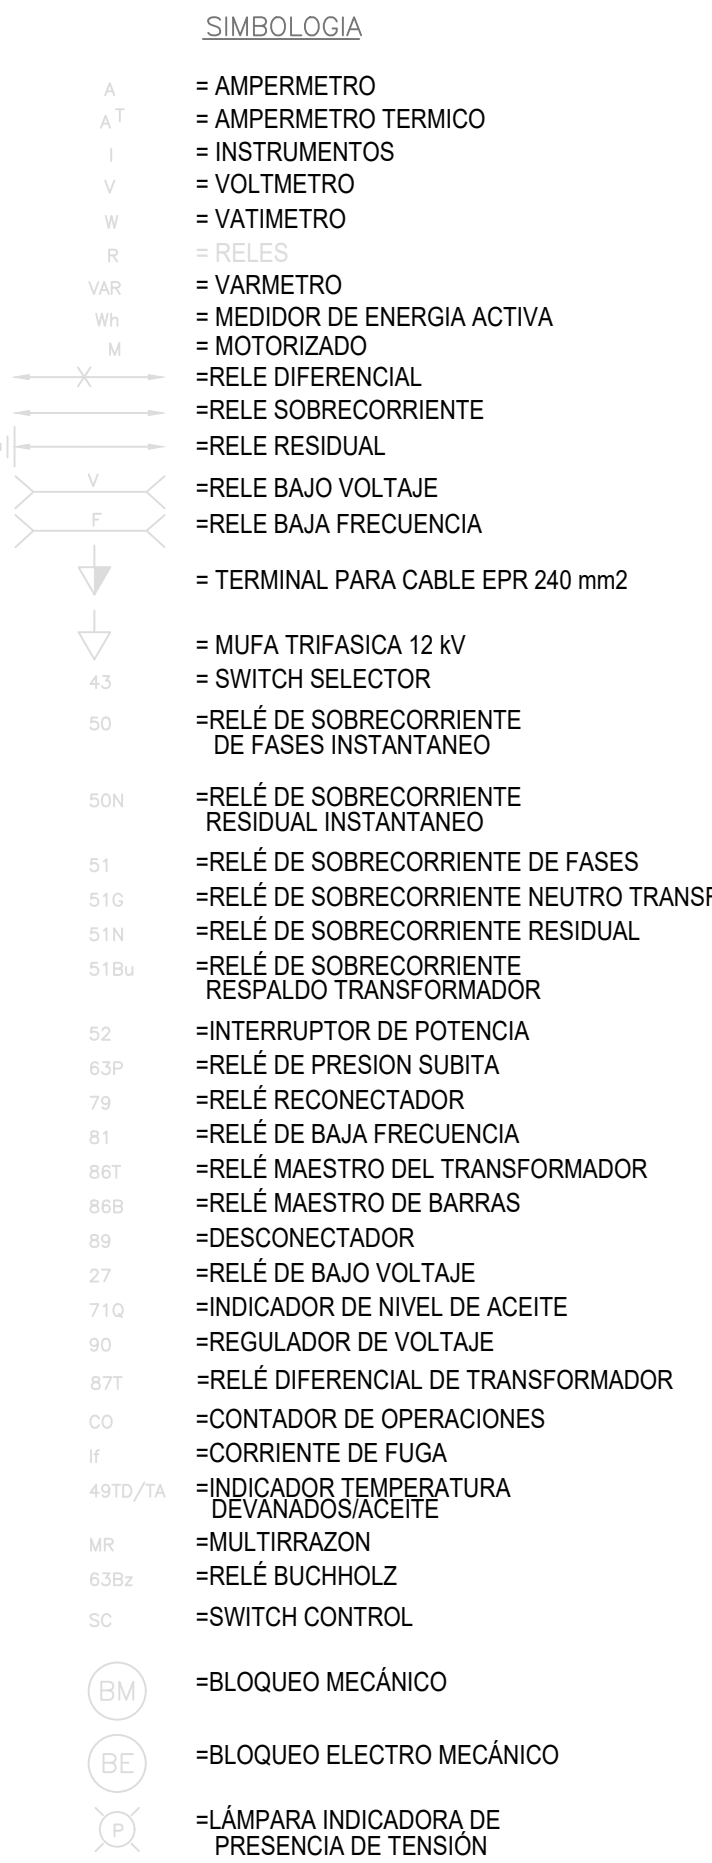 SIMBOLOGIA
A = AMPERMETRO
A T = AMPERMETRO TERMICO
I = INSTRUMENTOS
V = VOLTMETRO
W = VATIMETRO
R = RELES
VAR = VARMETRO
Wh = MEDIDOR DE ENERGIA ACTIVA
M = MOTORIZADO
X =RELE DIFERENCIAL
=RELE SOBRECORRIENTE
=RELE RESIDUAL
V =RELE BAJO VOLTAJE
F =RELE BAJA FRECUENCIA
= TERMINAL PARA CABLE EPR 240 mm2
= MUFA TRIFASICA 12 kV
43 = SWITCH SELECTOR
50 =RELÉ DE SOBRECORRIENTE
DE FASES INSTANTANEO
50N =RELÉ DE SOBRECORRIENTE
RESIDUAL INSTANTANEO
51 =RELÉ DE SOBRECORRIENTE DE FASES
51G =RELÉ DE SOBRECORRIENTE NEUTRO TRANSF
51N =RELÉ DE SOBRECORRIENTE RESIDUAL
51Bu =RELÉ DE SOBRECORRIENTE
RESPALDO TRANSFORMADOR
52 =INTERRUPTOR DE POTENCIA
63P =RELÉ DE PRESION SUBITA
79 =RELÉ RECONECTADOR
81 =RELÉ DE BAJA FRECUENCIA
86T =RELÉ MAESTRO DEL TRANSFORMADOR
86B =RELÉ MAESTRO DE BARRAS
89 =DESCONECTADOR
27 =RELÉ DE BAJO VOLTAJE
71Q =INDICADOR DE NIVEL DE ACEITE
90 =REGULADOR DE VOLTAJE
87T =RELÉ DIFERENCIAL DE TRANSFORMADOR
CO =CONTADOR DE OPERACIONES
If =CORRIENTE DE FUGA
49TD/TA =INDICADOR TEMPERATURA
DEVANADOS/ACEITE
MR =MULTIRRAZON
63Bz =RELÉ BUCHHOLZ
SC =SWITCH CONTROL
BM =BLOQUEO MECÁNICO
BE =BLOQUEO ELECTRO MECÁNICO
P =LÁMPARA INDICADORA DE
PRESENCIA DE TENSIÓN